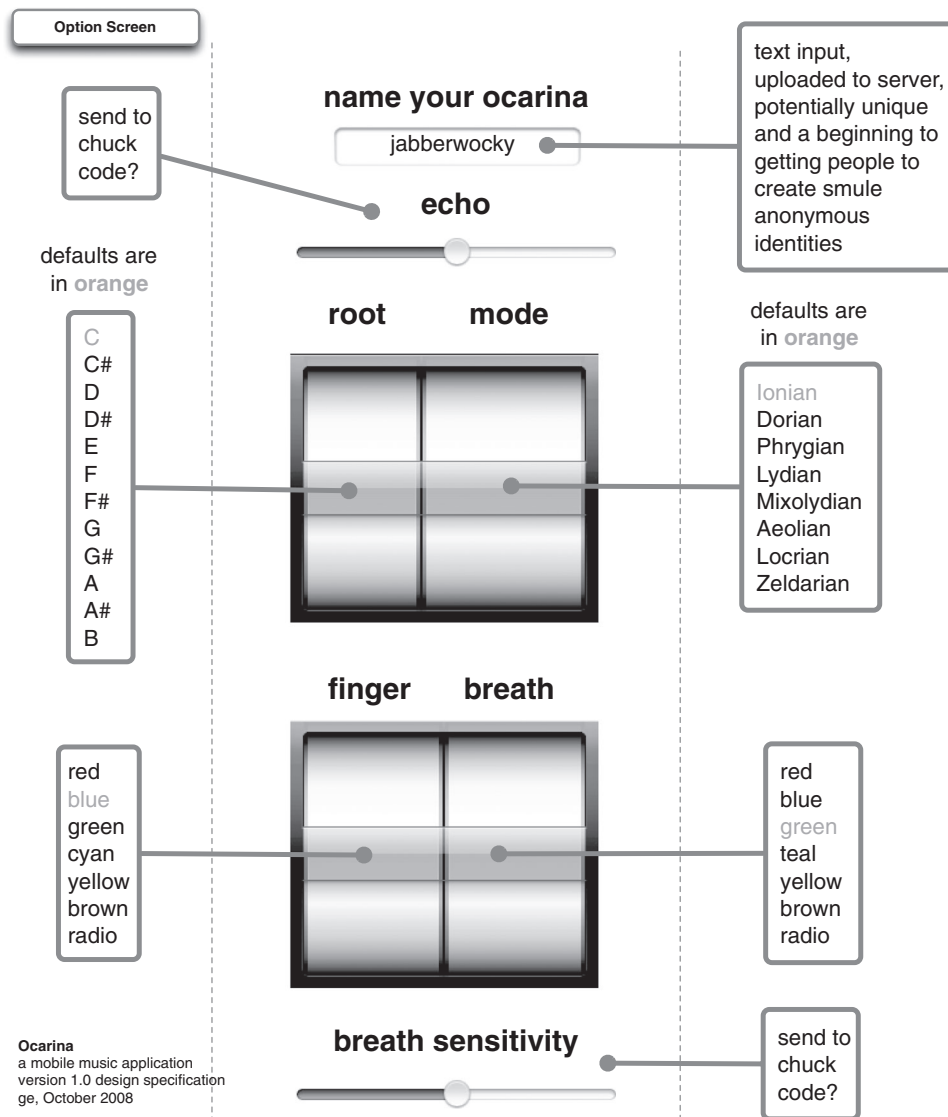 Option Screen
send to
chuck
code?
name your ocarina
jabberwocky
text input,
uploaded to server,
potentially unique
and a beginning to
getting people to
create smule
anonymous
identities
echo
defaults are
in orange
C
C#
D
D#
E
F
F#
G
G#
A
A#
B
root mode
defaults are
in orange
Ionian
Dorian
Phrygian
Lydian
Mixolydian
Aeolian
Locrian
Zeldarian
finger breath
red
blue
green
cyan
yellow
brown
radio
red
blue
green
teal
yellow
brown
radio
breath sensitivity
send to
chuck
code?
Ocarina
a mobile music application
version 1.0 design specification
ge, October 2008